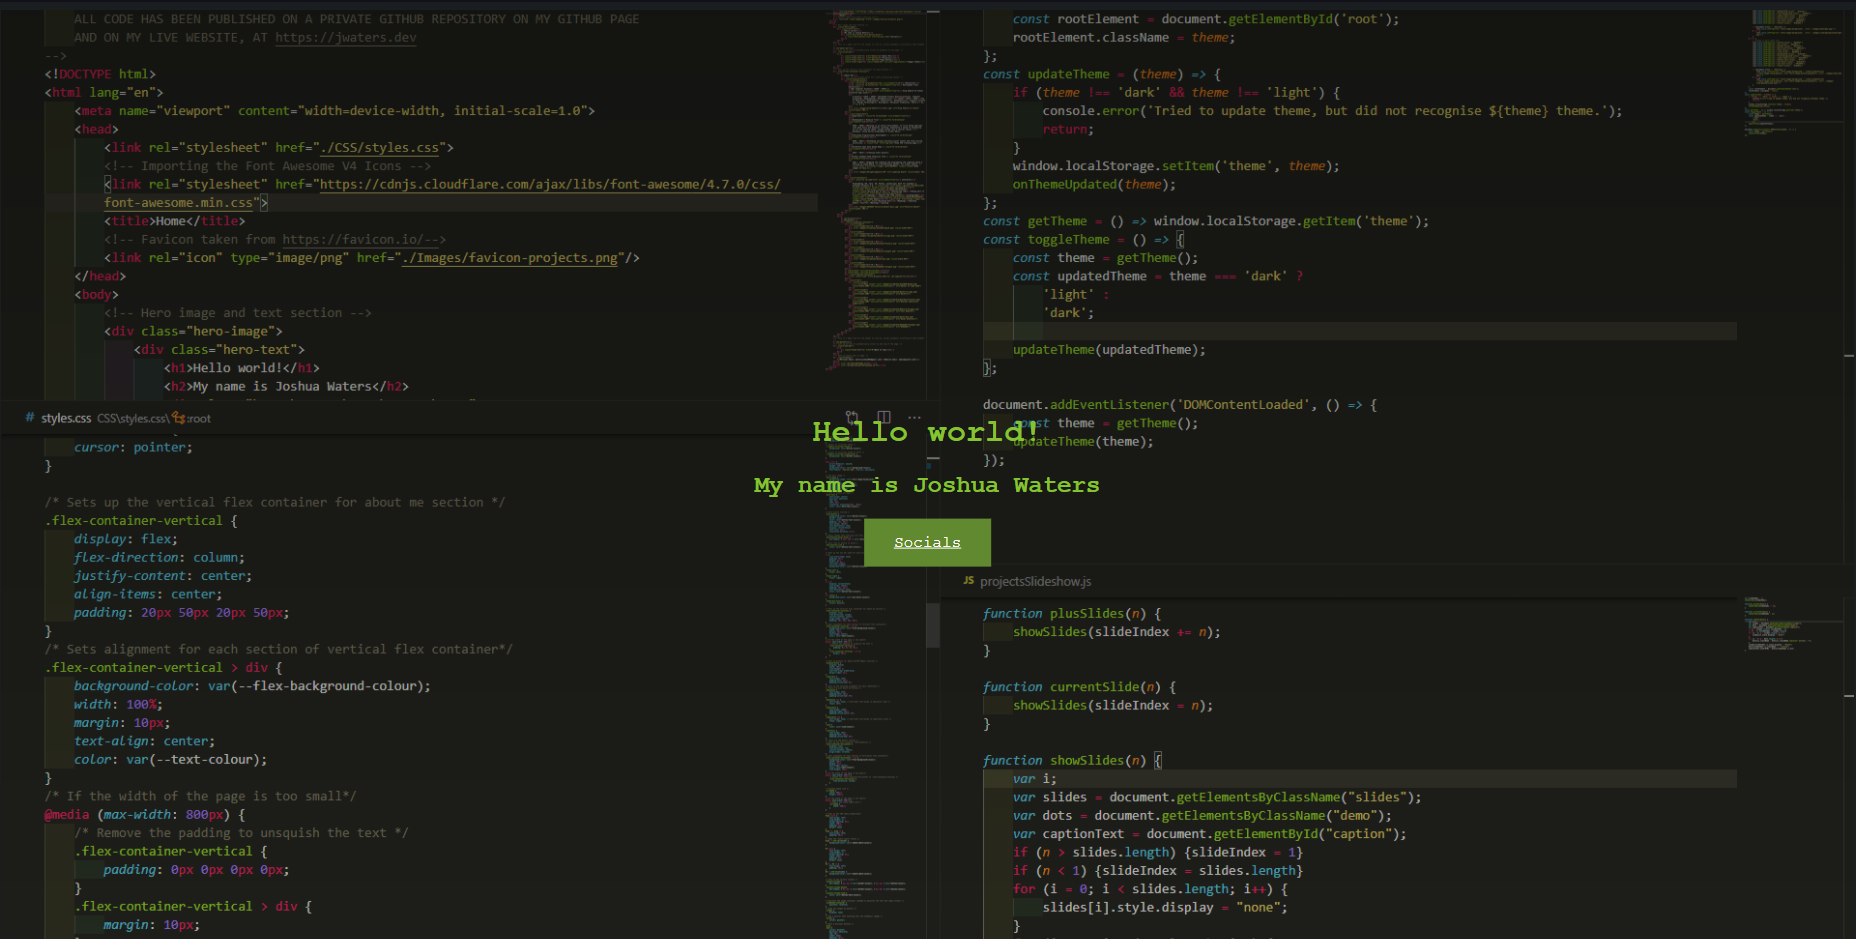 ALL CODE HAS BEEN PUBLISHED ON A PRIVATE GITHUB REPOSITORY ON MY GITHUB PAGE
AND ON MY LIVE WEBSITE, AT https://jwaters.dev
-->
<!DOCTYPE html>
<html lang="en">
<meta name="viewport" content="width=device-width, initial-scale=1.0">
<head>
<link rel="stylesheet" href="./CSS/styles.css">
<!-- Importing the Font Awesome V4 Icons -->
<link rel="stylesheet" href="https://cdnjs.cloudflare.com/ajax/libs/font-awesome/4.7.0/css/
font-awesome.min.css">
<title>Home</title>
<!-- Favicon taken from https://favicon.io/-->
<link rel="icon" type="image/png" href="./Images/favicon-projects.png"/>
</head>
<body>
<!-- Hero image and text section -->
<div class="hero-image">
<div class="hero-text">
<h1>Hello world!</h1>
<h2>My name is Joshua Waters</h2>
# styles.css CSS\styles.css\ :root
cursor: pointer;
}
/* Sets up the vertical flex container for about me section */
.flex-container-vertical {
display: flex;
flex-direction: column;
justify-content: center;
align-items: center;
padding: 20px 50px 20px 50px;
}
/* Sets alignment for each section of vertical flex container*/
.flex-container-vertical > div {
background-color: var(--flex-background-colour);
width: 100%;
margin: 10px;
text-align: center;
color: var(--text-colour);
}
/* If the width of the page is too small*/
@media (max-width: 800px) {
/* Remove the padding to unsquish the text */
.flex-container-vertical {
padding: 0px 0px 0px 0px;
}
.flex-container-vertical > div {
margin: 10px;
Hello world!
My name is Joshua Waters
Socials
const rootElement = document.getElementById('root');
rootElement.className = theme;
};
const updateTheme = (theme) => {
if (theme !== 'dark' && theme !== 'light') {
console.error('Tried to update theme, but did not recognise ${theme} theme.');
return;
}
window.localStorage.setItem('theme', theme);
onThemeUpdated(theme);
};
const getTheme = () => window.localStorage.getItem('theme');
const toggleTheme = () => {
const theme = getTheme();
const updatedTheme = theme === 'dark' ?
'light' :
'dark';
updateTheme(updatedTheme);
};
document.addEventListener('DOMContentLoaded', () => {
const theme = getTheme();
updateTheme(theme);
});
JS projectsSlideshow.js
function plusSlides(n) {
showSlides(slideIndex += n);
}
function currentSlide(n) {
showSlides(slideIndex = n);
}
function showSlides(n) {
var i;
var slides = document.getElementsByClassName("slides");
var dots = document.getElementsByClassName("demo");
var captionText = document.getElementById("caption");
if (n > slides.length) {slideIndex = 1}
if (n < 1) {slideIndex = slides.length}
for (i = 0; i < slides.length; i++) {
slides[i].style.display = "none";
}